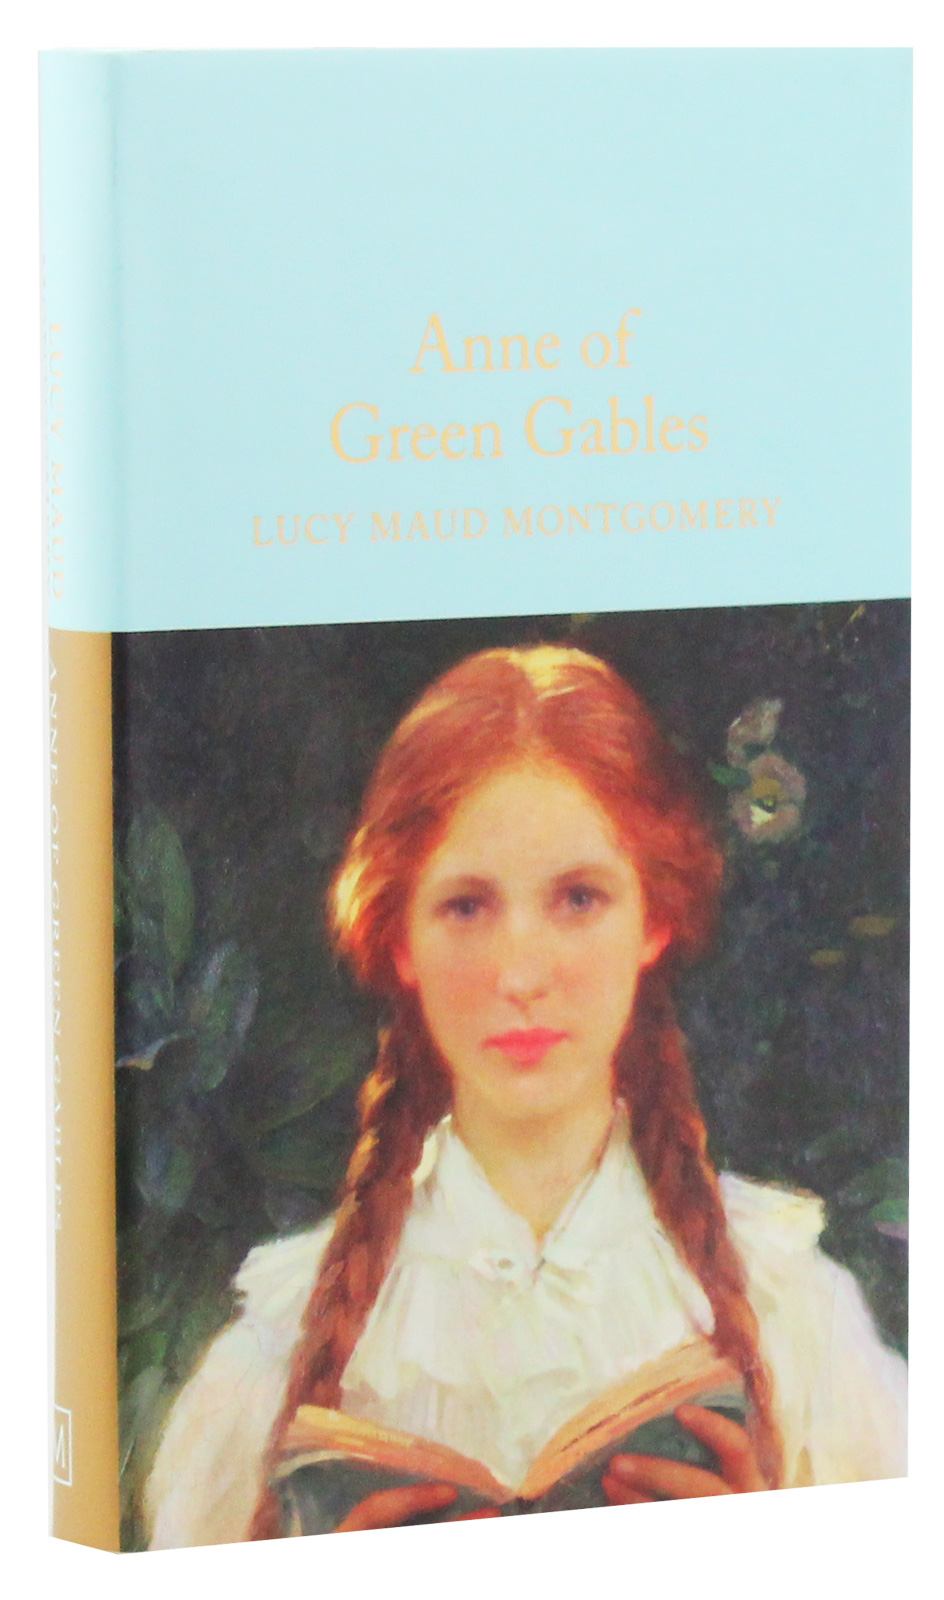 Anne of
Green Gables
LUCY MAUD MONTGOMERY
LUCY MAUD
ANNE OF GREEN GABLES
M